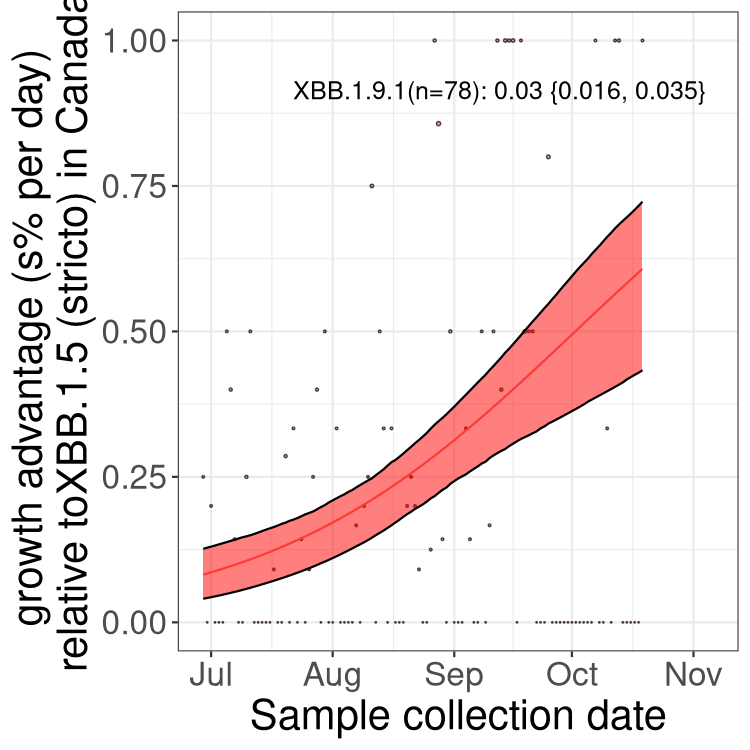 growth advantage (s% per day)
relative toXBB.1.5 (stricto) in Canada
1.00
0.75
0.50
0.25
0.00
XBB.1.9.1(n=78): 0.03 {0.016, 0.035}
Jul Aug Sep Oct Nov
Sample collection date